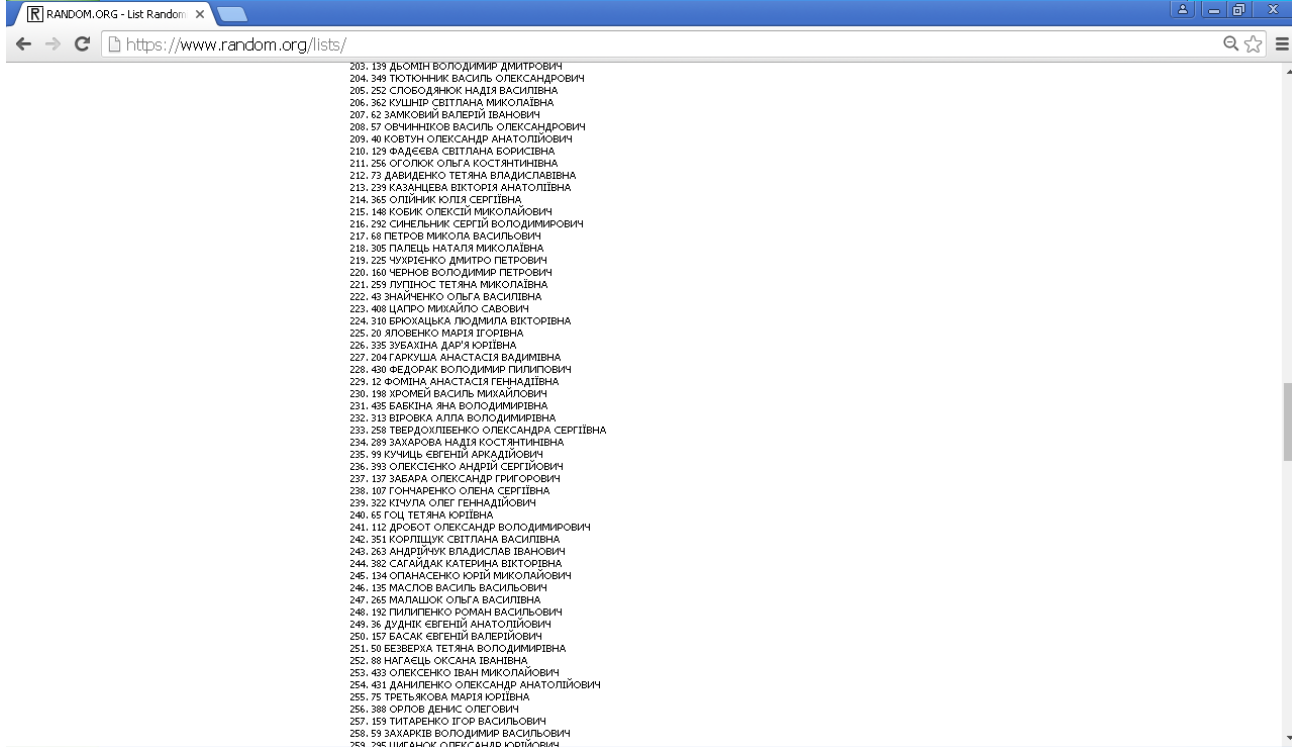 RANDOM.ORG - List Random
https://www.random.org/lists/
203. 139 ДЬОМІН ВОЛОДИМИР ДМИТРОВИЧ
204. 349 ТЮТЮННИК ВАСИЛЬ ОЛЕКСАНДРОВИЧ
205. 252 СЛОБОДЯНЮК НАДІЯ ВАСИЛІВНА
206. 362 КУШНІР СВІТЛАНА МИКОЛАЇВНА
207. 62 ЗАМКОВИЙ ВАЛЕРІЙ ІВАНОВИЧ
208. 57 ОВЧИННІКОВ ВАСИЛЬ ОЛЕКСАНДРОВИЧ
209. 40 КОВТУН ОЛЕКСАНДР АНАТОЛІЙОВИЧ
210. 129 ФАДЄЄВА СВІТЛАНА БОРИСІВНА
211. 256 ОГОЛЮК ОЛЬГА КОСТЯНТИНІВНА
212. 73 ДАВИДЕНКО ТЕТЯНА ВЛАДИСЛАВІВНА
213. 239 КАЗАНЦЕВА ВІКТОРІЯ АНАТОЛІЇВНА
214. 365 ОЛІЙНИК ЮЛІЯ СЕРГІЇВНА
215. 148 КОБИК ОЛЕКСІЙ МИКОЛАЙОВИЧ
216. 292 СИНЕЛЬНИК СЕРГІЙ ВОЛОДИМИРОВИЧ
217. 68 ПЕТРОВ МИКОЛА ВАСИЛЬОВИЧ
218. 305 ПАЛЕЦЬ НАТАЛЯ МИКОЛАЇВНА
219. 225 ЧУХРІЄНКО ДМИТРО ПЕТРОВИЧ
220. 160 ЧЕРНОВ ВОЛОДИМИР ПЕТРОВИЧ
221. 259 ЛУПІНОС ТЕТЯНА МИКОЛАЇВНА
222. 43 ЗНАЙЧЕНКО ОЛЬГА ВАСИЛІВНА
223. 408 ЦАПРО МИХАЙЛО САВОВИЧ
224. 310 БРЮХАЦЬКА ЛЮДМИЛА ВІКТОРІВНА
225. 20 ЯЛОВЕНКО МАРІЯ ІГОРІВНА
226. 335 ЗУБАХІНА ДАР'Я ЮРІЇВНА
227. 204 ГАРКУША АНАСТАСІЯ ВАДИМІВНА
228. 430 ФЕДОРАК ВОЛОДИМИР ПИЛИПОВИЧ
229. 12 ФОМІНА АНАСТАСІЯ ГЕННАДІЇВНА
230. 198 ХРОМЕЙ ВАСИЛЬ МИХАЙЛОВИЧ
231. 435 БАБКІНА ЯНА ВОЛОДИМИРІВНА
232. 313 ВІРОВКА АЛЛА ВОЛОДИМИРІВНА
233. 258 ТВЕРДОХЛІБЕНКО ОЛЕКСАНДРА СЕРГІЇВНА
234. 289 ЗАХАРОВА НАДІЯ КОСТЯНТИНІВНА
235. 99 КУЧИЦЬ ЄВГЕНІЙ АРКАДІЙОВИЧ
236. 393 ОЛЕКСІЄНКО АНДРІЙ СЕРГІЙОВИЧ
237. 137 ЗАБАРА ОЛЕКСАНДР ГРИГОРОВИЧ
238. 107 ГОНЧАРЕНКО ОЛЕНА СЕРГІЇВНА
239. 322 КІЧУЛА ОЛЕГ ГЕННАДІЙОВИЧ
240. 65 ГОЦ ТЕТЯНА ЮРІЇВНА
241. 112 ДРОБОТ ОЛЕКСАНДР ВОЛОДИМИРОВИЧ
242. 351 КОРЛІЩУК СВІТЛАНА ВАСИЛІВНА
243. 263 АНДРІЙЧУК ВЛАДИСЛАВ ІВАНОВИЧ
244. 382 САГАЙДАК КАТЕРИНА ВІКТОРІВНА
245. 134 ОПАНАСЕНКО ЮРІЙ МИКОЛАЙОВИЧ
246. 135 МАСЛОВ ВАСИЛЬ ВАСИЛЬОВИЧ
247. 265 МАЛАШОК ОЛЬГА ВАСИЛІВНА
248. 192 ПИЛИПЕНКО РОМАН ВАСИЛЬОВИЧ
249. 36 ДУДНІК ЄВГЕНІЙ АНАТОЛІЙОВИЧ
250. 157 БАСАК ЄВГЕНІЙ ВАЛЕРІЙОВИЧ
251. 50 БЕЗВЕРХА ТЕТЯНА ВОЛОДИМИРІВНА
252. 88 НАГАЄЦЬ ОКСАНА ІВАНІВНА
253. 433 ОЛЕКСЕНКО ІВАН МИКОЛАЙОВИЧ
254. 431 ДАНИЛЕНКО ОЛЕКСАНДР АНАТОЛІЙОВИЧ
255. 75 ТРЕТЬЯКОВА МАРІЯ ЮРІЇВНА
256. 388 ОРЛОВ ДЕНИС ОЛЕГОВИЧ
257. 159 ТИТАРЕНКО ІГОР ВАСИЛЬОВИЧ
258. 59 ЗАХАРКІВ ВОЛОДИМИР ВАСИЛЬОВИЧ
259. 295 ЦИГАНОК ОЛЕКСАНДР ЮРІЙОВИЧ